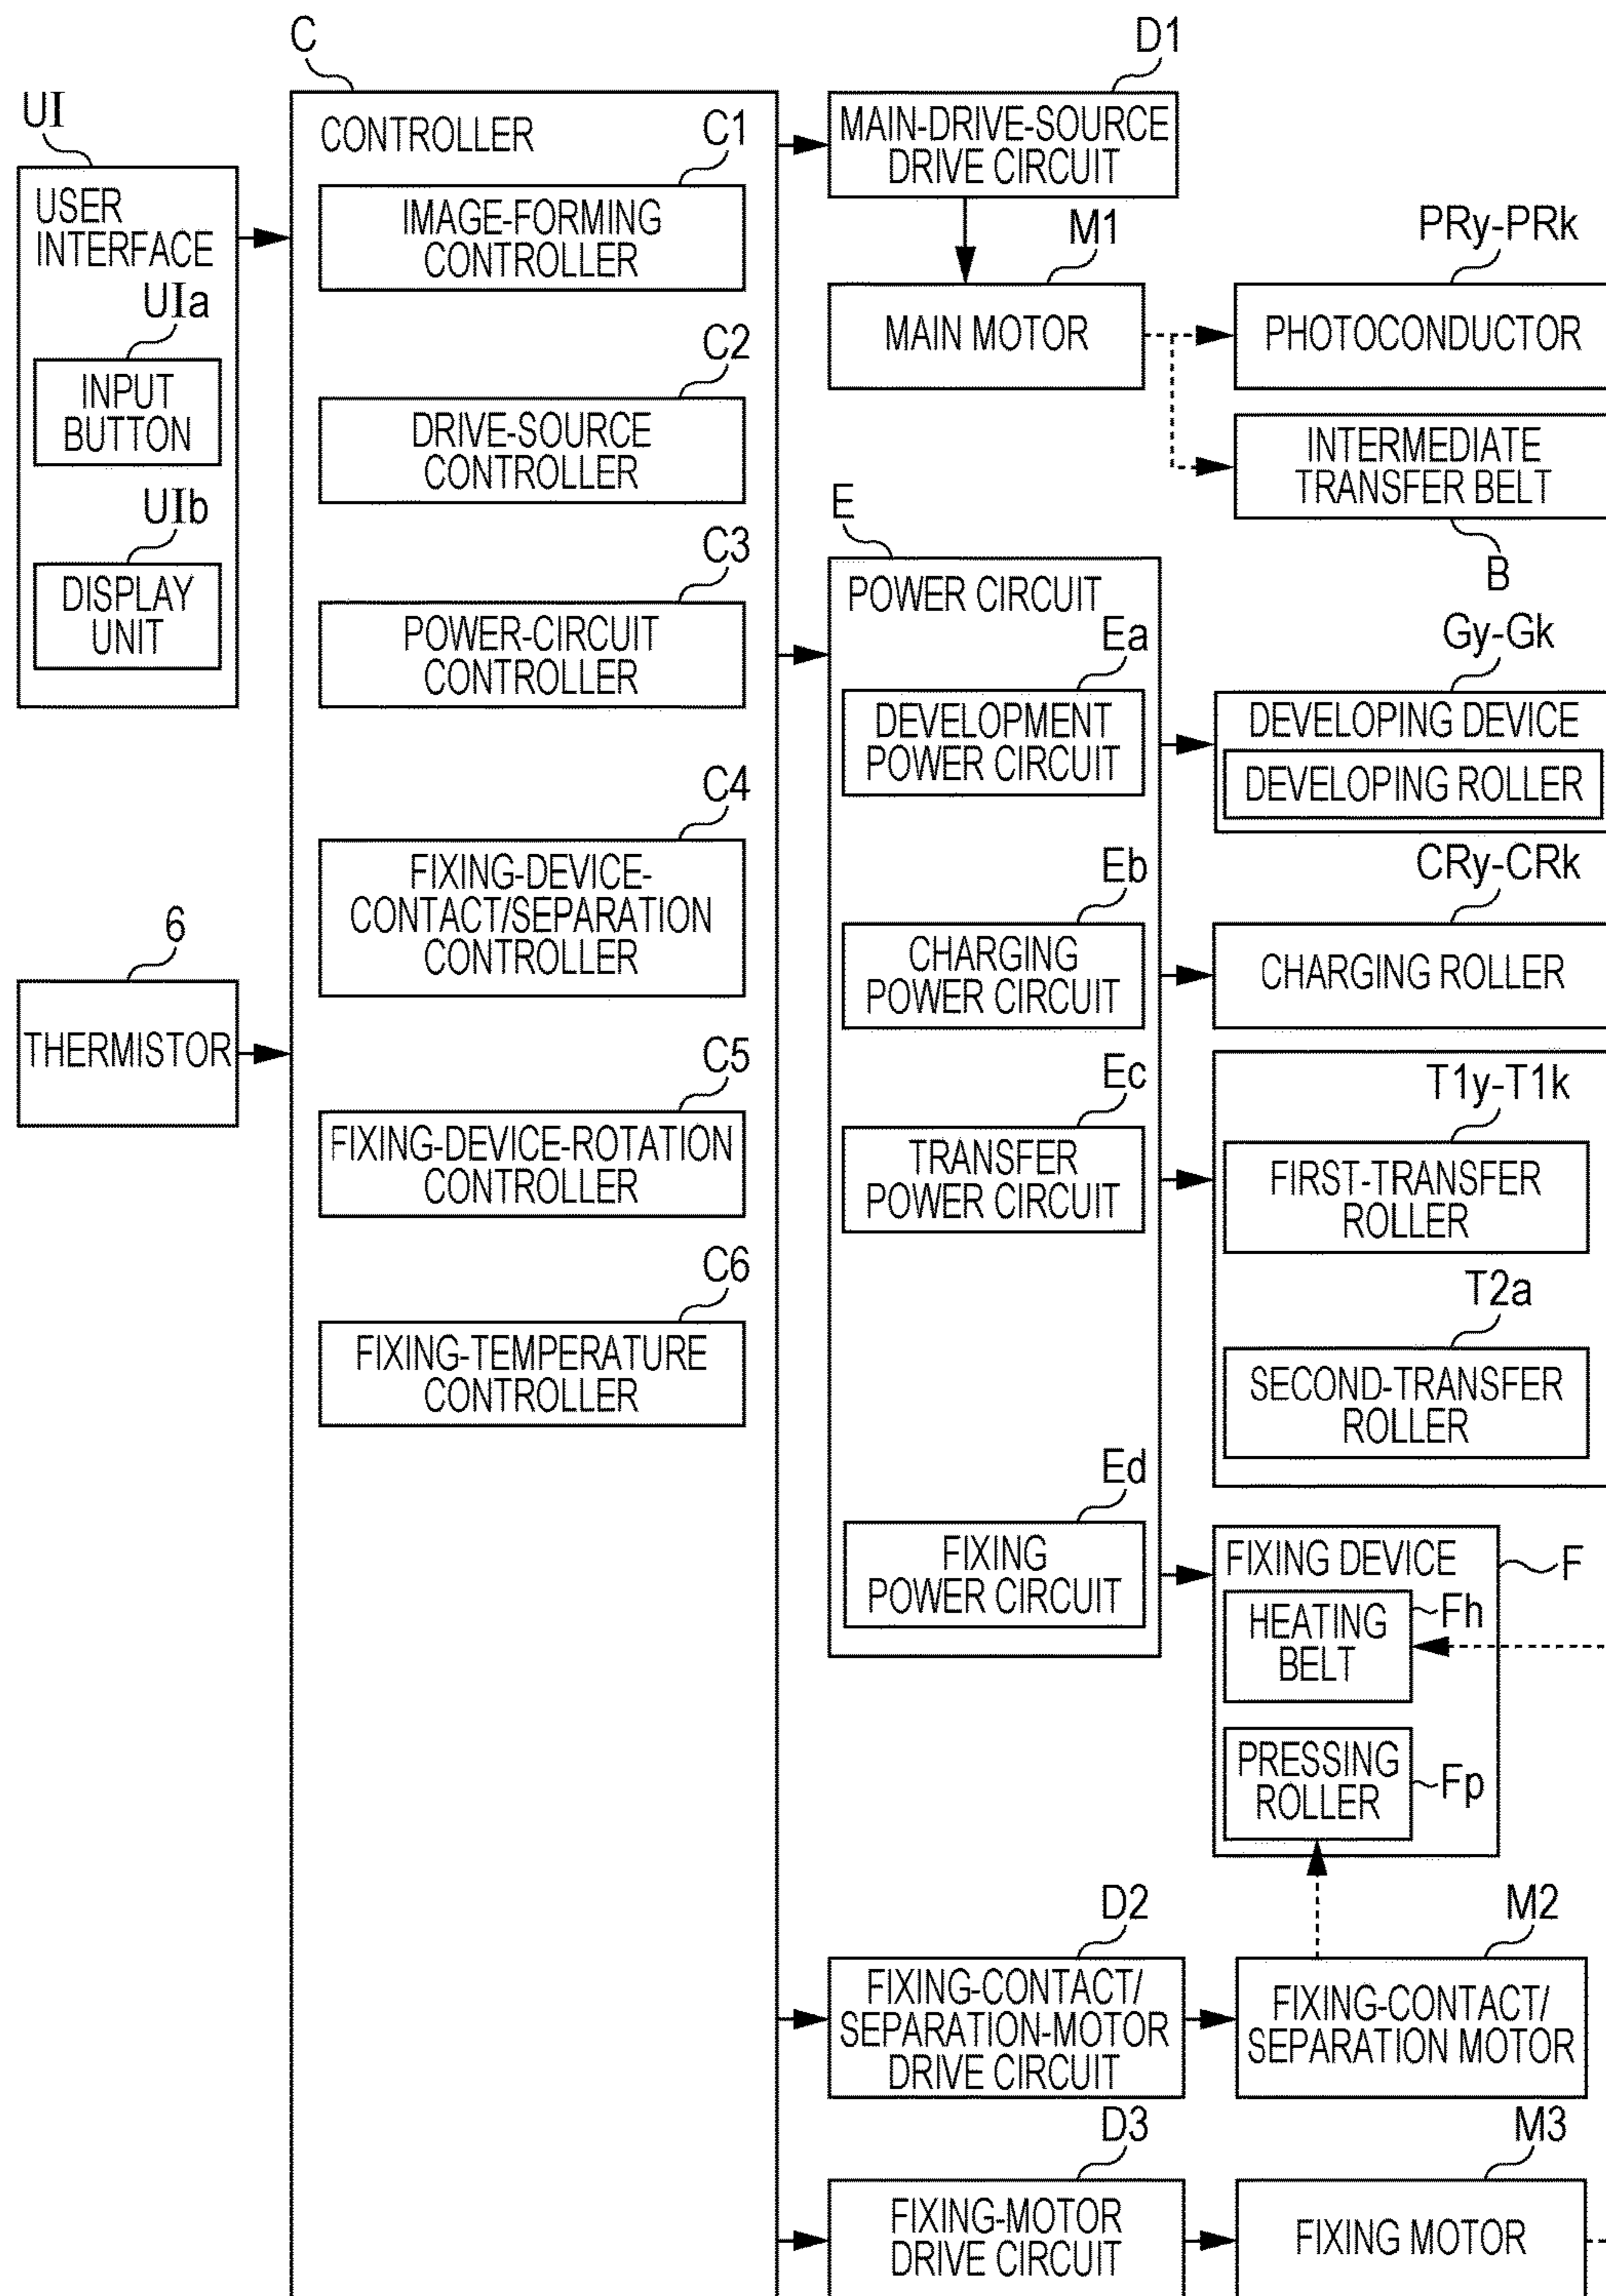 C
D1
UI
CONTROLLER
C1
MAIN-DRIVE-SOURCE
DRIVE CIRCUIT
USER
INTERFACE
IMAGE-FORMING
CONTROLLER
M1
PRy-PRk
UIa
MAIN MOTOR
PHOTOCONDUCTOR
INPUT
BUTTON
C2
DRIVE-SOURCE
CONTROLLER
INTERMEDIATE
TRANSFER BELT
B
UIb
DISPLAY
UNIT
C3
POWER-CIRCUIT
CONTROLLER
E
POWER CIRCUIT
Ea
DEVELOPMENT
POWER CIRCUIT
Gy-Gk
DEVELOPING DEVICE
DEVELOPING ROLLER
C4
FIXING-DEVICE-
CONTACT/SEPARATION
CONTROLLER
Eb
CHARGING
POWER CIRCUIT
CRy-CRk
CHARGING ROLLER
6
THERMISTOR
C5
FIXING-DEVICE-ROTATION
CONTROLLER
Ec
TRANSFER
POWER CIRCUIT
T1y-T1k
FIRST-TRANSFER
ROLLER
C6
FIXING-TEMPERATURE
CONTROLLER
T2a
SECOND-TRANSFER
ROLLER
Ed
FIXING
POWER CIRCUIT
FIXING DEVICE
F
HEATING
BELT
Fh
PRESSING
ROLLER
Fp
D2
FIXING-CONTACT/
SEPARATION-MOTOR
DRIVE CIRCUIT
M2
FIXING-CONTACT/
SEPARATION MOTOR
D3
FIXING-MOTOR
DRIVE CIRCUIT
M3
FIXING MOTOR